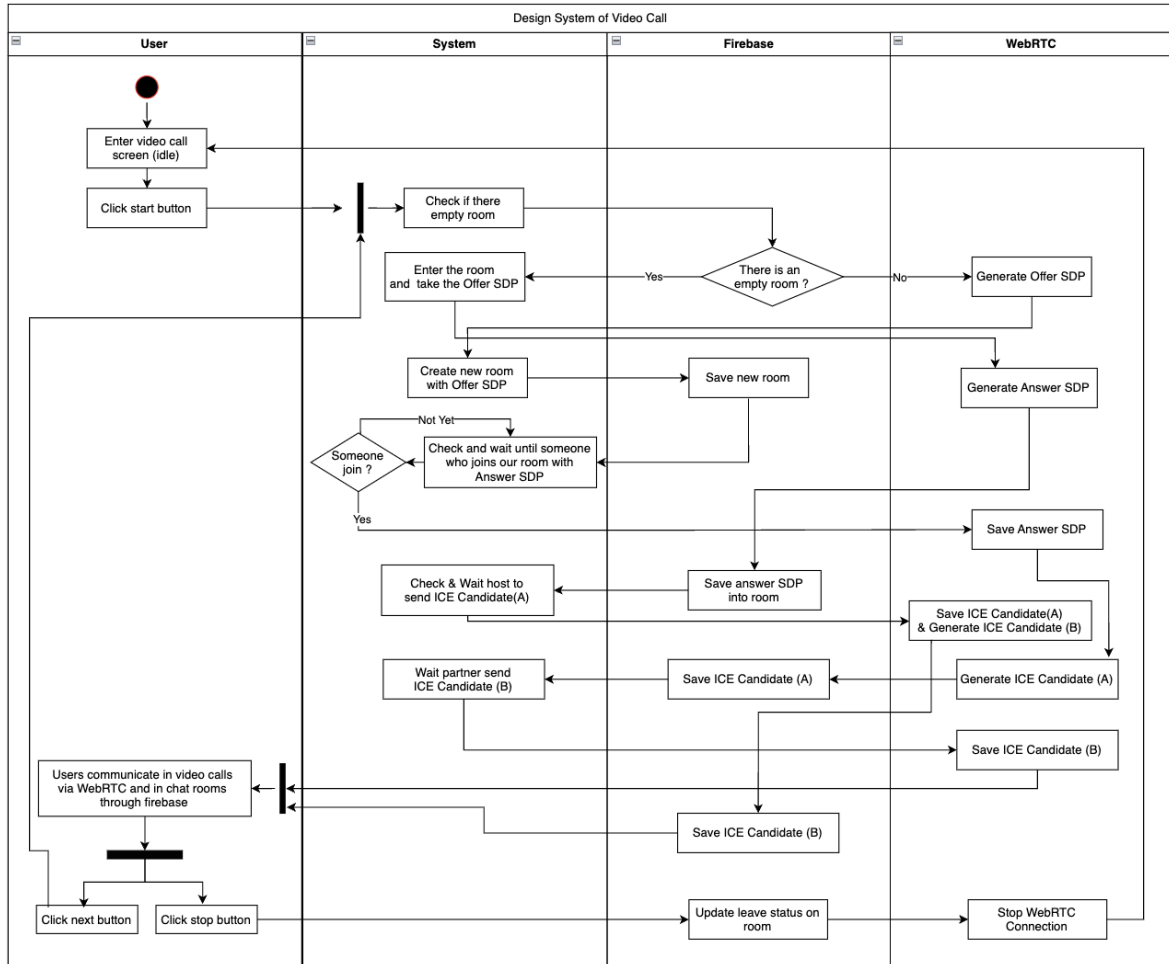 Design System of Video Call
User
System
Firebase
WebRTC
Enter video call
screen (idle)
Click start button
Check if there
empty room
Enter the room
and take the Offer SDP
Yes
There is an
empty room ?
No
Generate Offer SDP
Create new room
with Offer SDP
Save new room
Generate Answer SDP
Not Yet
Someone
join ?
Check and wait until someone
who joins our room with
Answer SDP
Yes
Save Answer SDP
Check & Wait host to
send ICE Candidate(A)
Save answer SDP
into room
Save ICE Candidate(A)
& Generate ICE Candidate (B)
Wait partner send
ICE Candidate (B)
Save ICE Candidate (A)
Generate ICE Candidate (A)
Save ICE Candidate (B)
Users communicate in video calls
via WebRTC and in chat rooms
through firebase
Save ICE Candidate (B)
Click next button
Click stop button
Update leave status on
room
Stop WebRTC
Connection